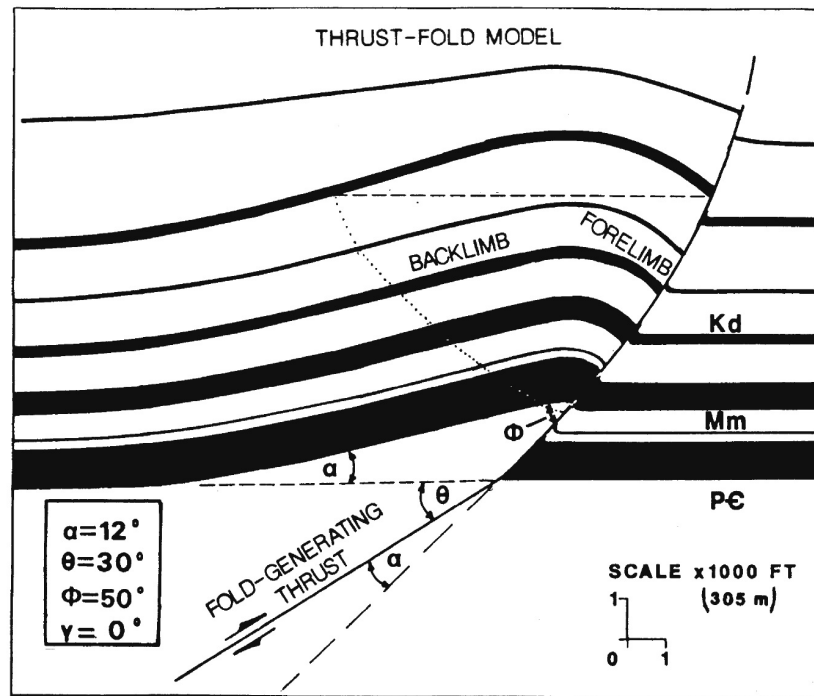 THRUST-FOLD MODEL
BACKLIMB
FORELIMB
Kd
Mm
Φ
α
θ
PЄ
FOLD-GENERATING
THRUST
α
α=12°
θ=30°
Φ=50°
γ= 0°
SCALE x1000 FT
(305 m)
1
0 1